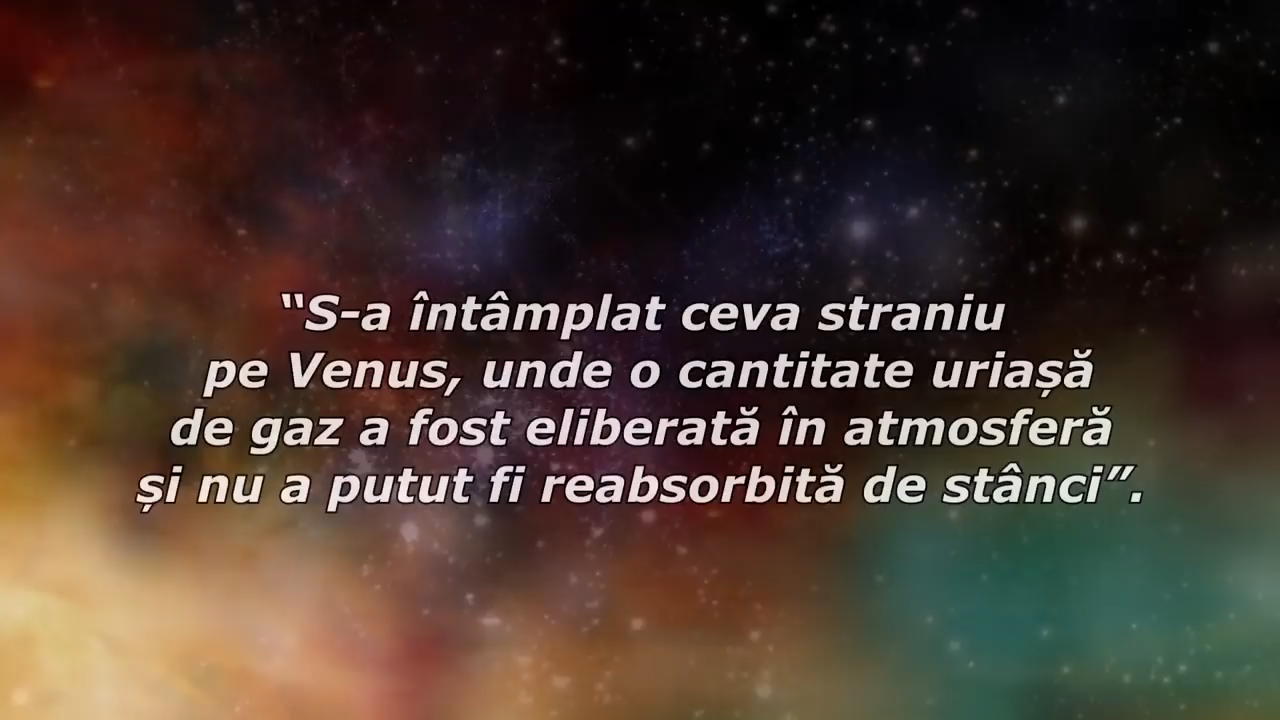 “S-a întâmplat ceva straniu
pe Venus, unde o cantitate uriașă
de gaz a fost eliberată în atmosferă
și nu a putut fi reabsorbită de stânci”.